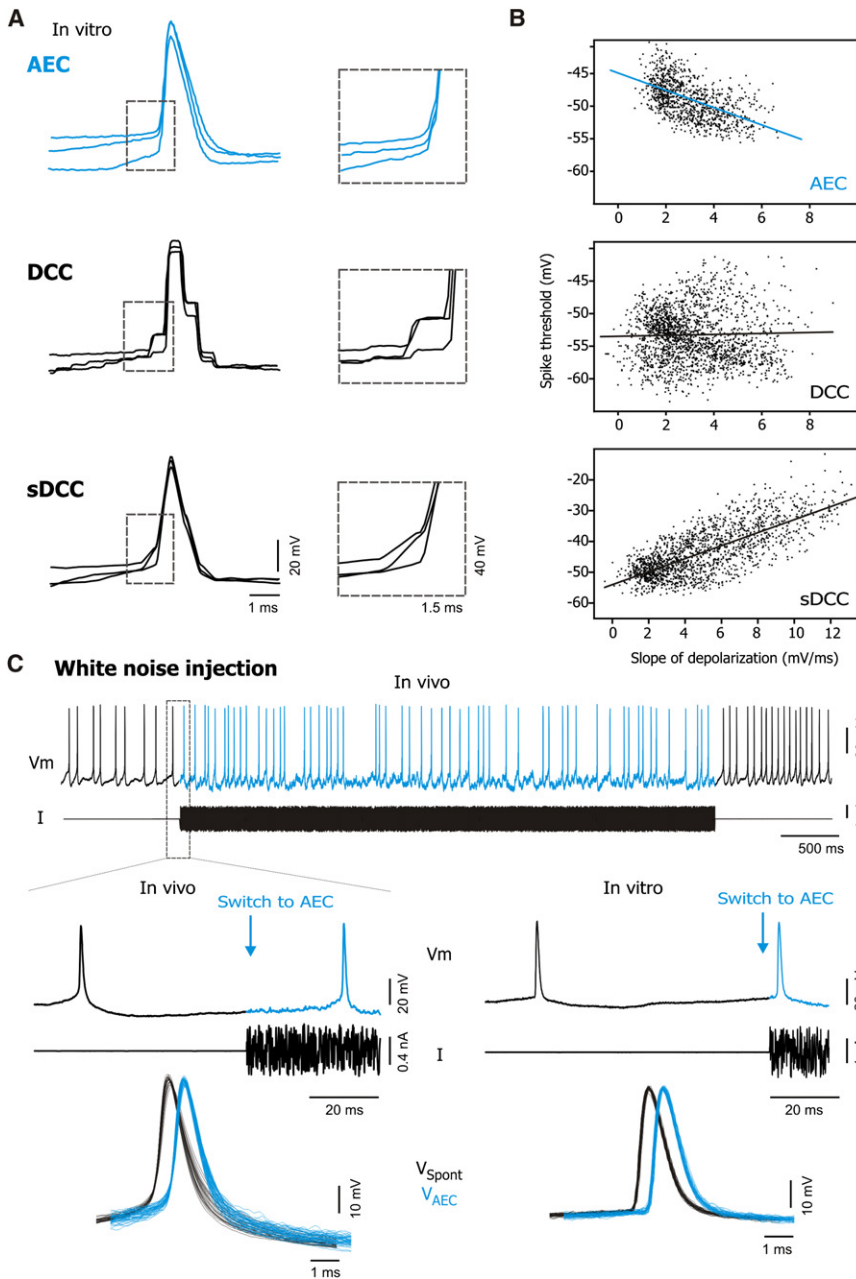 A
In vitro
AEC
DCC
sDCC
20 mV
1 ms
40 mV
1.5 ms
B
-45
-50
-55
-60
0 2 4 6 8
AEC
Spike threshold (mV)
-45
-50
-55
-60
0 2 4 6 8
DCC
-20
-30
-40
-50
-60
0 2 4 6 8 10 12
sDCC
Slope of depolarization (mV/ms)
C White noise injection
In vivo
Vm
I
500 ms
In vivo
Switch to AEC
20 mV
0.4 nA
20 ms
10 mV
1 ms
In vitro
Switch to AEC
Vm
I
20 ms
VSpont
VAEC
10 mV
1 ms